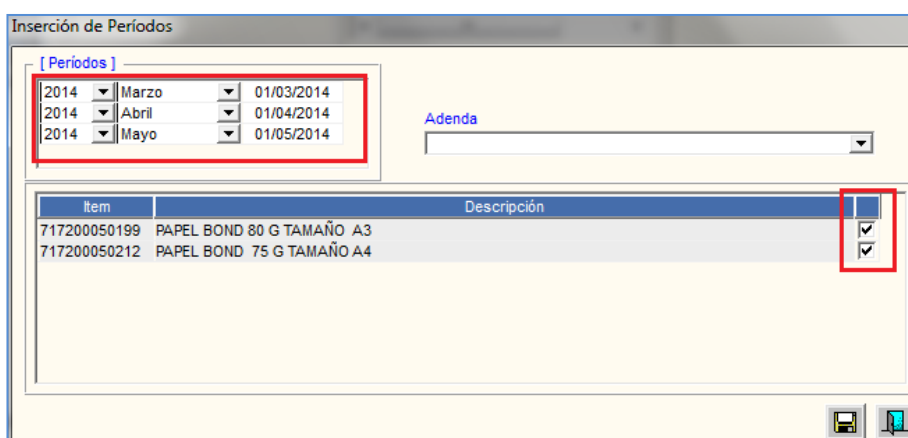 Inserción de Períodos
[ Períodos ]
2014 Marzo 01/03/2014
2014 Abril 01/04/2014
2014 Mayo 01/05/2014
Adenda
Item Descripción
717200050199 PAPEL BOND 80 G TAMAÑO A3
717200050212 PAPEL BOND 75 G TAMAÑO A4